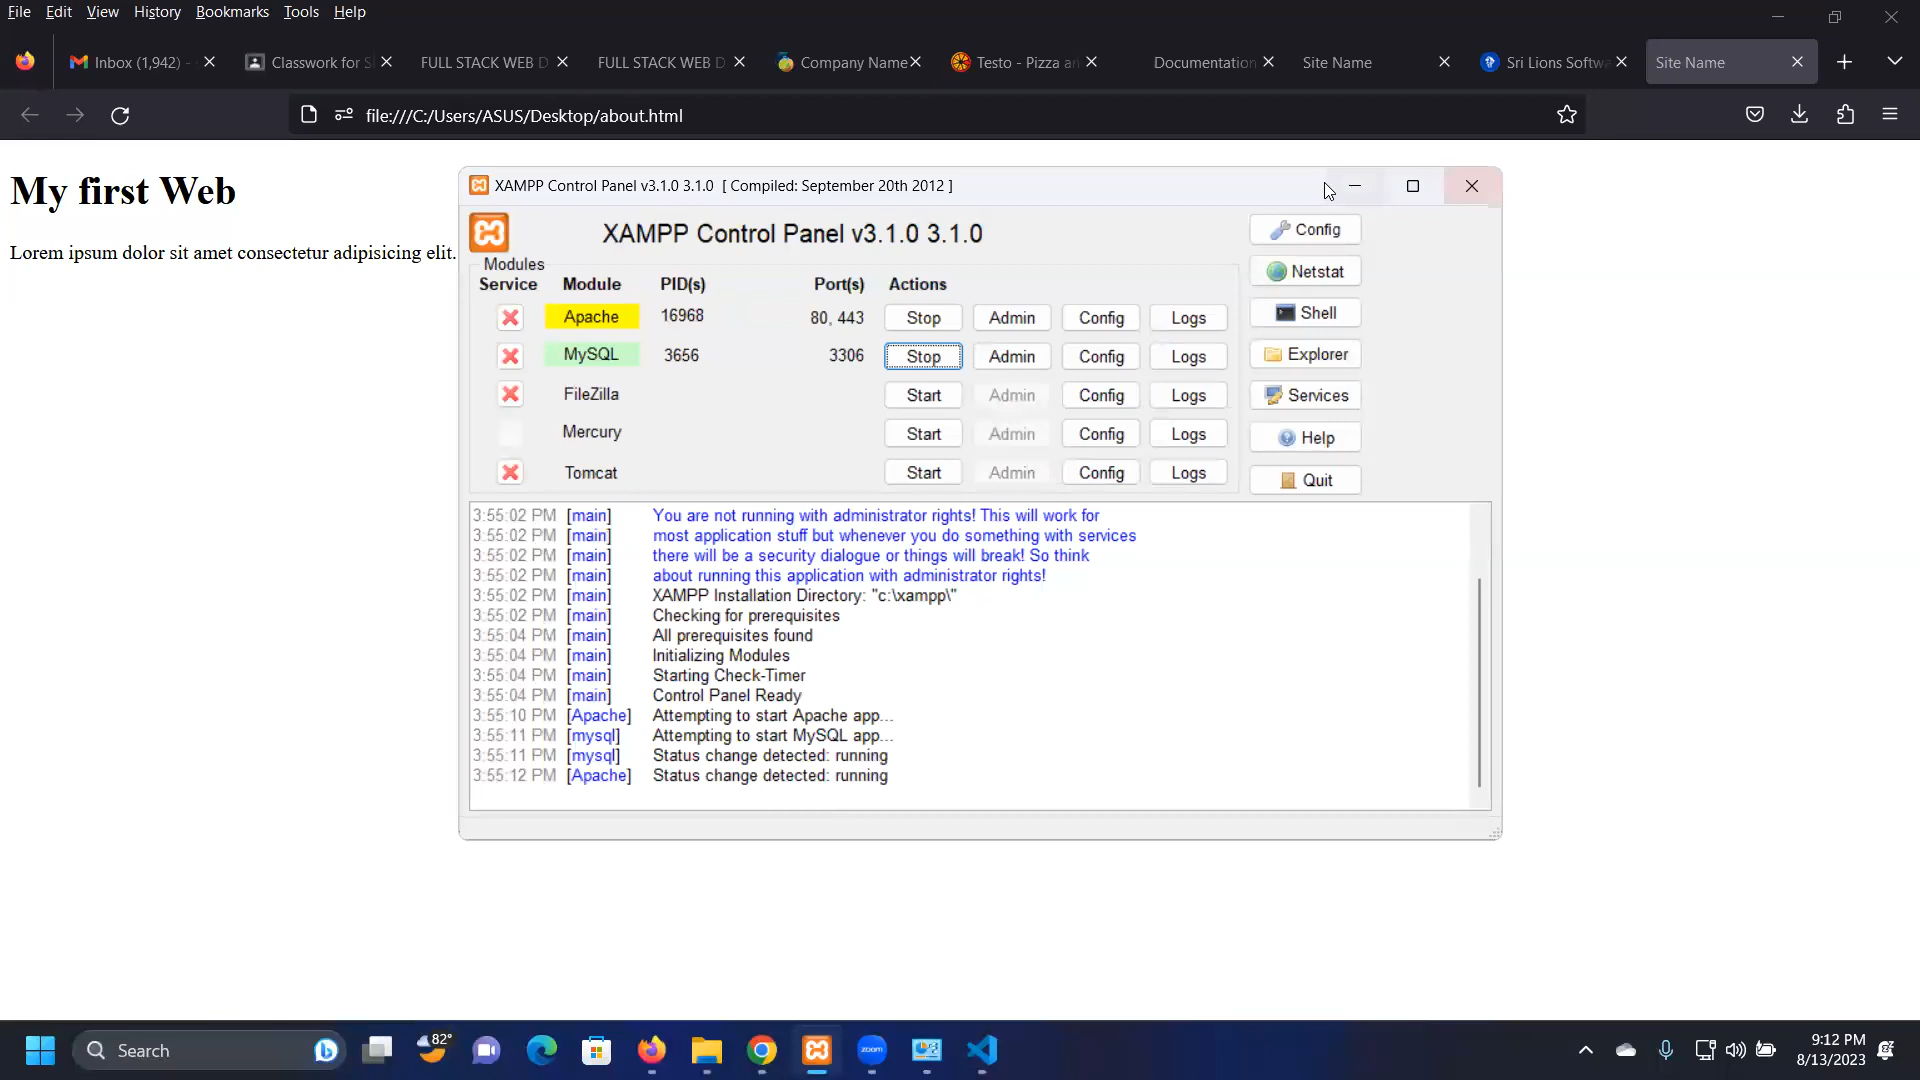 File Edit View History Bookmarks Tools Help
Inbox (1,942) - Classwork for S FULL STACK WEB D FULL STACK WEB D Company Name Testo - Pizza an Documentation Site Name Sri Lions Softwa Site Name
file:///C:/Users/ASUS/Desktop/about.html
My first Web
Lorem ipsum dolor sit amet consectetur adipisicing elit.
XAMPP Control Panel v3.1.0 3.1.0 [ Compiled: September 20th 2012 ]
XAMPP Control Panel v3.1.0 3.1.0
Modules
Service Module PID(s) Port(s) Actions
Apache 16968 80, 443 Stop Admin Config Logs
MySQL 3656 3306 Stop Admin Config Logs
FileZilla Start Admin Config Logs
Mercury Start Admin Config Logs
Tomcat Start Admin Config Logs
Config
Netstat
Shell
Explorer
Services
Help
Quit
3:55:02 PM [main] You are not running with administrator rights! This will work for
3:55:02 PM [main] most application stuff but whenever you do something with services
3:55:02 PM [main] there will be a security dialogue or things will break! So think
3:55:02 PM [main] about running this application with administrator rights!
3:55:02 PM [main] XAMPP Installation Directory: "c:\xampp\"
3:55:02 PM [main] Checking for prerequisites
3:55:04 PM [main] All prerequisites found
3:55:04 PM [main] Initializing Modules
3:55:04 PM [main] Starting Check-Timer
3:55:04 PM [main] Control Panel Ready
3:55:10 PM [Apache] Attempting to start Apache app...
3:55:11 PM [mysql] Attempting to start MySQL app...
3:55:11 PM [mysql] Status change detected: running
3:55:12 PM [Apache] Status change detected: running
Search
82°
zoom
9:12 PM
8/13/2023